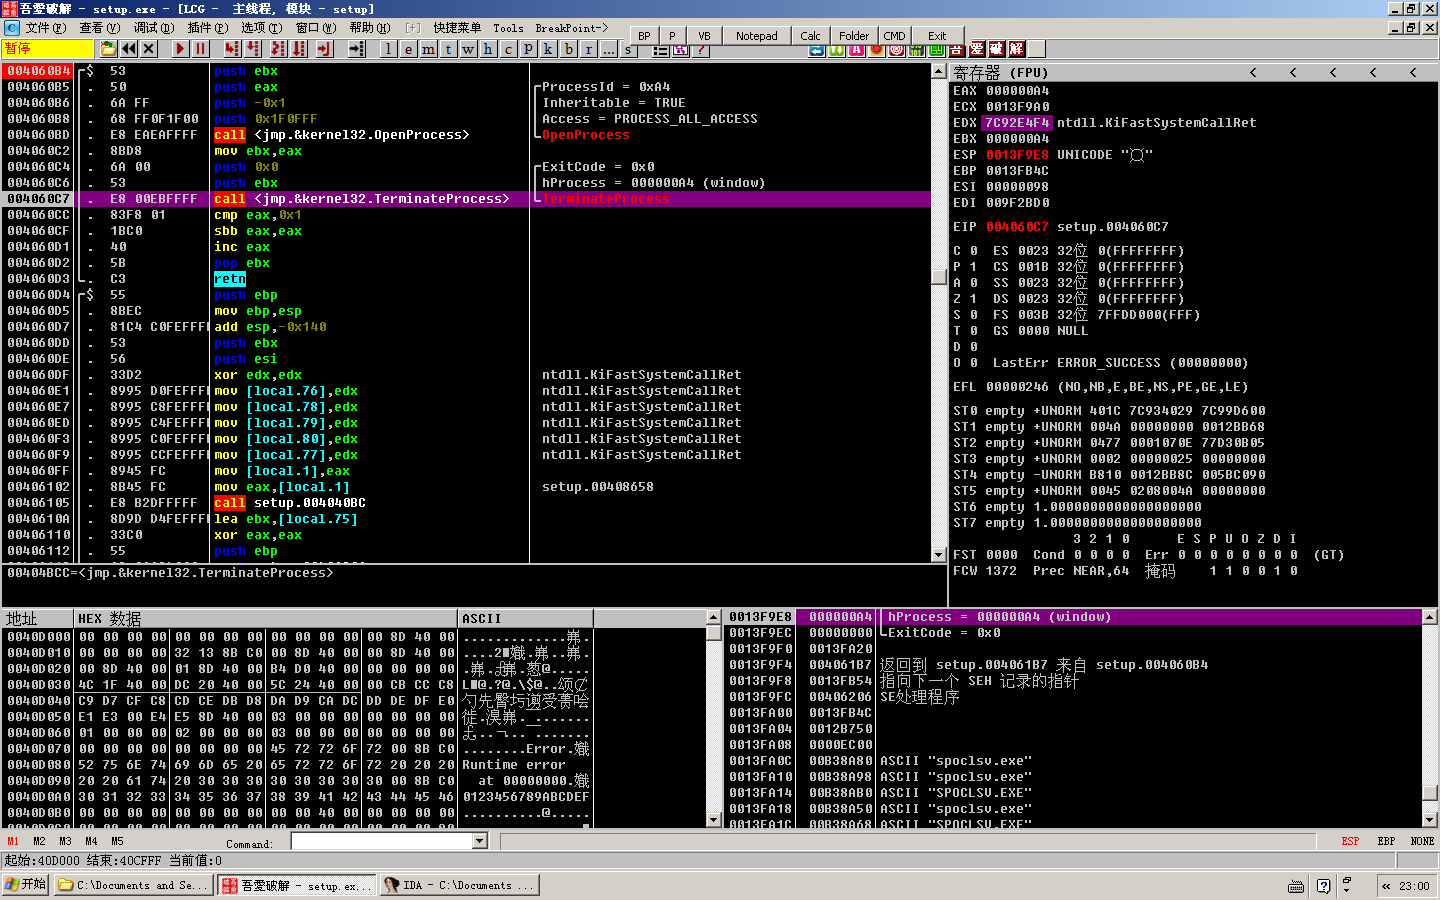 吾愛破解 - setup.exe - [LCG -  主线程, 模块 - setup]
文件(F) 查看(V) 调试(D) 插件(P) 选项(T) 窗口(W) 帮助(H) [+] 快捷菜单 Tools BreakPoint->
BP P VB Notepad Calc Folder CMD Exit
暂停 l e m t w h c p k b r ... s
004060B4 $ 53 push ebx
004060B5 . 50 push eax ProcessId = 0xA4
004060B6 . 6A FF push -0x1 Inheritable = TRUE
004060B8 . 68 FF0F1F00 push 0x1F0FFF Access = PROCESS_ALL_ACCESS
004060BD . E8 EAEAFFFF call <jmp.&kernel32.OpenProcess> OpenProcess
004060C2 . 8BD8 mov ebx,eax
004060C4 . 6A 00 push 0x0 ExitCode = 0x0
004060C6 . 53 push ebx hProcess = 000000A4 (window)
004060C7 . E8 00EBFFFF call <jmp.&kernel32.TerminateProcess> TerminateProcess
004060CC . 83F8 01 cmp eax,0x1
004060CF . 1BC0 sbb eax,eax
004060D1 . 40 inc eax
004060D2 . 5B pop ebx
004060D3 . C3 retn
004060D4 $ 55 push ebp
004060D5 . 8BEC mov ebp,esp
004060D7 . 81C4 C0FEFFFF add esp,-0x140
004060DD . 53 push ebx
004060DE . 56 push esi
004060DF . 33D2 xor edx,edx ntdll.KiFastSystemCallRet
004060E1 . 8995 D0FEFFFF mov [local.76],edx ntdll.KiFastSystemCallRet
004060E7 . 8995 C8FEFFFF mov [local.78],edx ntdll.KiFastSystemCallRet
004060ED . 8995 C4FEFFFF mov [local.79],edx ntdll.KiFastSystemCallRet
004060F3 . 8995 C0FEFFFF mov [local.80],edx ntdll.KiFastSystemCallRet
004060F9 . 8995 CCFEFFFF mov [local.77],edx ntdll.KiFastSystemCallRet
004060FF . 8945 FC mov [local.1],eax
00406102 . 8B45 FC mov eax,[local.1] setup.00408658
00406105 . E8 B2DFFFFF call setup.004040BC
0040610A . 8D9D D4FEFFFF lea ebx,[local.75]
00406110 . 33C0 xor eax,eax
00406112 . 55 push ebp
00404BCC=<jmp.&kernel32.TerminateProcess>
寄存器 (FPU) < < < < <
EAX 000000A4
ECX 0013F9A0
EDX 7C92E4F4 ntdll.KiFastSystemCallRet
EBX 000000A4
ESP 0013F9E8 UNICODE "¤"
EBP 0013FB4C
ESI 00000098
EDI 009F2BD0
EIP 004060C7 setup.004060C7
C 0 ES 0023 32位 0(FFFFFFFF)
P 1 CS 001B 32位 0(FFFFFFFF)
A 0 SS 0023 32位 0(FFFFFFFF)
Z 1 DS 0023 32位 0(FFFFFFFF)
S 0 FS 003B 32位 7FFDD000(FFF)
T 0 GS 0000 NULL
D 0
O 0 LastErr ERROR_SUCCESS (00000000)
EFL 00000246 (NO,NB,E,BE,NS,PE,GE,LE)
ST0 empty +UNORM 401C 7C934029 7C99D600
ST1 empty +UNORM 004A 00000000 0012BB68
ST2 empty +UNORM 0477 0001070E 77D30B05
ST3 empty +UNORM 0002 00000025 00000000
ST4 empty -UNORM B810 0012BB8C 005BC090
ST5 empty +UNORM 0045 0208004A 00000000
ST6 empty 1.0000000000000000000
ST7 empty 1.0000000000000000000
3 2 1 0 E S P U O Z D I
FST 0000 Cond 0 0 0 0 Err 0 0 0 0 0 0 0 0 (GT)
FCW 1372 Prec NEAR,64 掩码 1 1 0 0 1 0
地址 HEX 数据 ASCII
0040D000 00 00 00 00 00 00 00 00 00 00 00 00 00 8D 40 00
0040D010 00 00 00 00 32 13 8B C0 00 8D 40 00 00 8D 40 00
0040D020 00 8D 40 00 01 8D 40 00 B4 D0 40 00 00 00 00 00
0040D030 4C 1F 40 00 DC 20 40 00 5C 24 40 00 00 CB CC C8
0040D040 C9 D7 CF C8 CD CE DB D8 DA D9 CA DC DD DE DF E0
0040D050 E1 E3 00 E4 E5 8D 40 00 03 00 00 00 00 00 00 00
0040D060 01 00 00 00 02 00 00 00 03 00 00 00 00 00 00 00
0040D070 00 00 00 00 00 00 00 00 45 72 72 6F 72 00 8B C0 ........Error.
0040D080 52 75 6E 74 69 6D 65 20 65 72 72 6F 72 20 20 20 Runtime error
0040D090 20 20 61 74 20 30 30 30 30 30 30 30 30 00 8B C0 at 00000000.
0040D0A0 30 31 32 33 34 35 36 37 38 39 41 42 43 44 45 46 0123456789ABCDEF
0040D0B0 00 00 00 00 00 00 00 00 00 00 40 00 00 00 00 00 ..........@.....
0013F9E8 000000A4 hProcess = 000000A4 (window)
0013F9EC 00000000 ExitCode = 0x0
0013F9F0 0013FA20
0013F9F4 004061B7 返回到 setup.004061B7 来自 setup.004060B4
0013F9F8 0013FB54 指向下一个 SEH 记录的指针
0013F9FC 00406206 SE处理程序
0013FA00 0013FB4C
0013FA04 0012B750
0013FA08 0000EC00
0013FA0C 00B38A80 ASCII "spoclsv.exe"
0013FA10 00B38A98 ASCII "spoclsv.exe"
0013FA14 00B38AB0 ASCII "SPOCLSV.EXE"
0013FA18 00B38A50 ASCII "spoclsv.exe"
0013FA1C 00B38A68 ASCII "SPOCLSV.EXE"
M1 M2 M3 M4 M5 Command: ESP EBP NONE
起始:40D000 结束:40CFFF 当前值:0
开始 C:\Documents and Se... 吾愛破解 - setup.ex... IDA - C:\Documents ... « 23:00